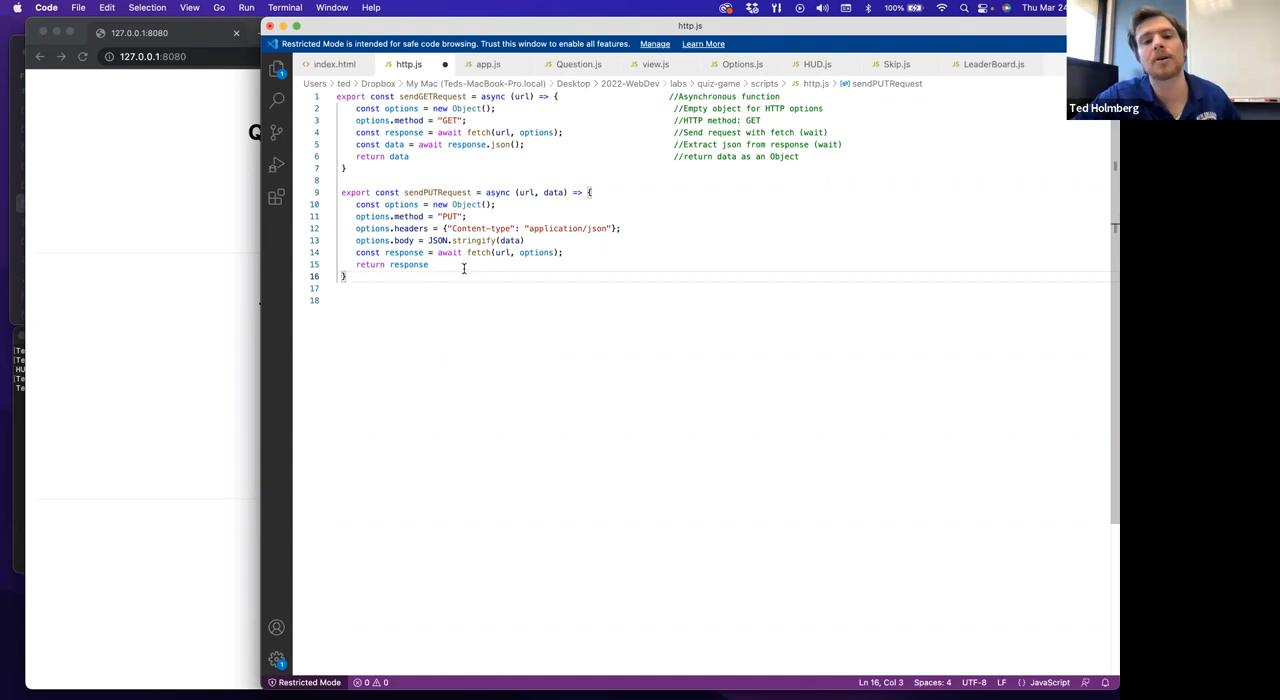 Code File Edit Selection View Go Run Terminal Window Help 100% Thu Mar 24
127.0.0.1:8080
127.0.0.1:8080
Q
http.js
Restricted Mode is intended for safe code browsing. Trust this window to enable all features. Manage Learn More
index.html http.js app.js Question.js view.js Options.js HUD.js Skip.js LeaderBoard.js
Users > ted > Dropbox > My Mac (Teds-MacBook-Pro.local) > Desktop > 2022-WebDev > labs > quiz-game > scripts > http.js > sendPUTRequest
1 export const sendGETRequest = async (url) => { //Asynchronous function
2 const options = new Object(); //Empty object for HTTP options
3 options.method = "GET"; //HTTP method: GET
4 const response = await fetch(url, options); //Send request with fetch (wait)
5 const data = await response.json(); //Extract json from response (wait)
6 return data //return data as an Object
7 }
8
9 export const sendPUTRequest = async (url, data) => {
10 const options = new Object();
11 options.method = "PUT";
12 options.headers = {"Content-type": "application/json"};
13 options.body = JSON.stringify(data)
14 const response = await fetch(url, options);
15 return response
16 }
17
18
Ted Holmberg
Restricted Mode 0 0 Ln 16, Col 3 Spaces: 4 UTF-8 LF {} JavaScript